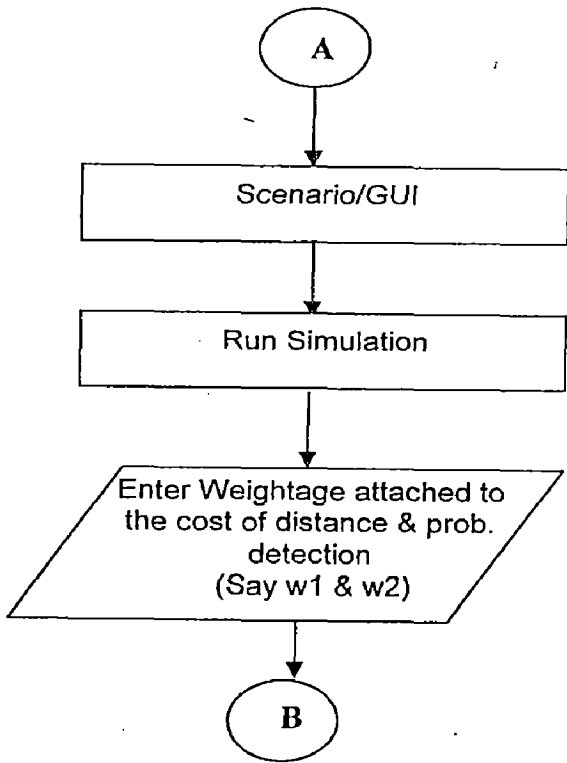 A
Scenario/GUI
Run Simulation
Enter Weightage attached to
the cost of distance & prob.
detection
(Say w1 & w2)
B